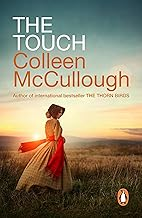 THE
TOUCH
Colleen
McCullough
Author of international bestseller THE THORN BIRDS